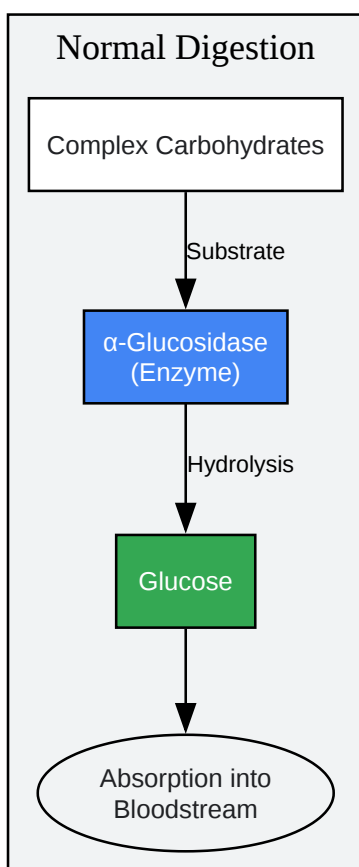 Normal Digestion
Complex Carbohydrates
Substrate
α-Glucosidase
(Enzyme)
Hydrolysis
Glucose
Absorption into
Bloodstream